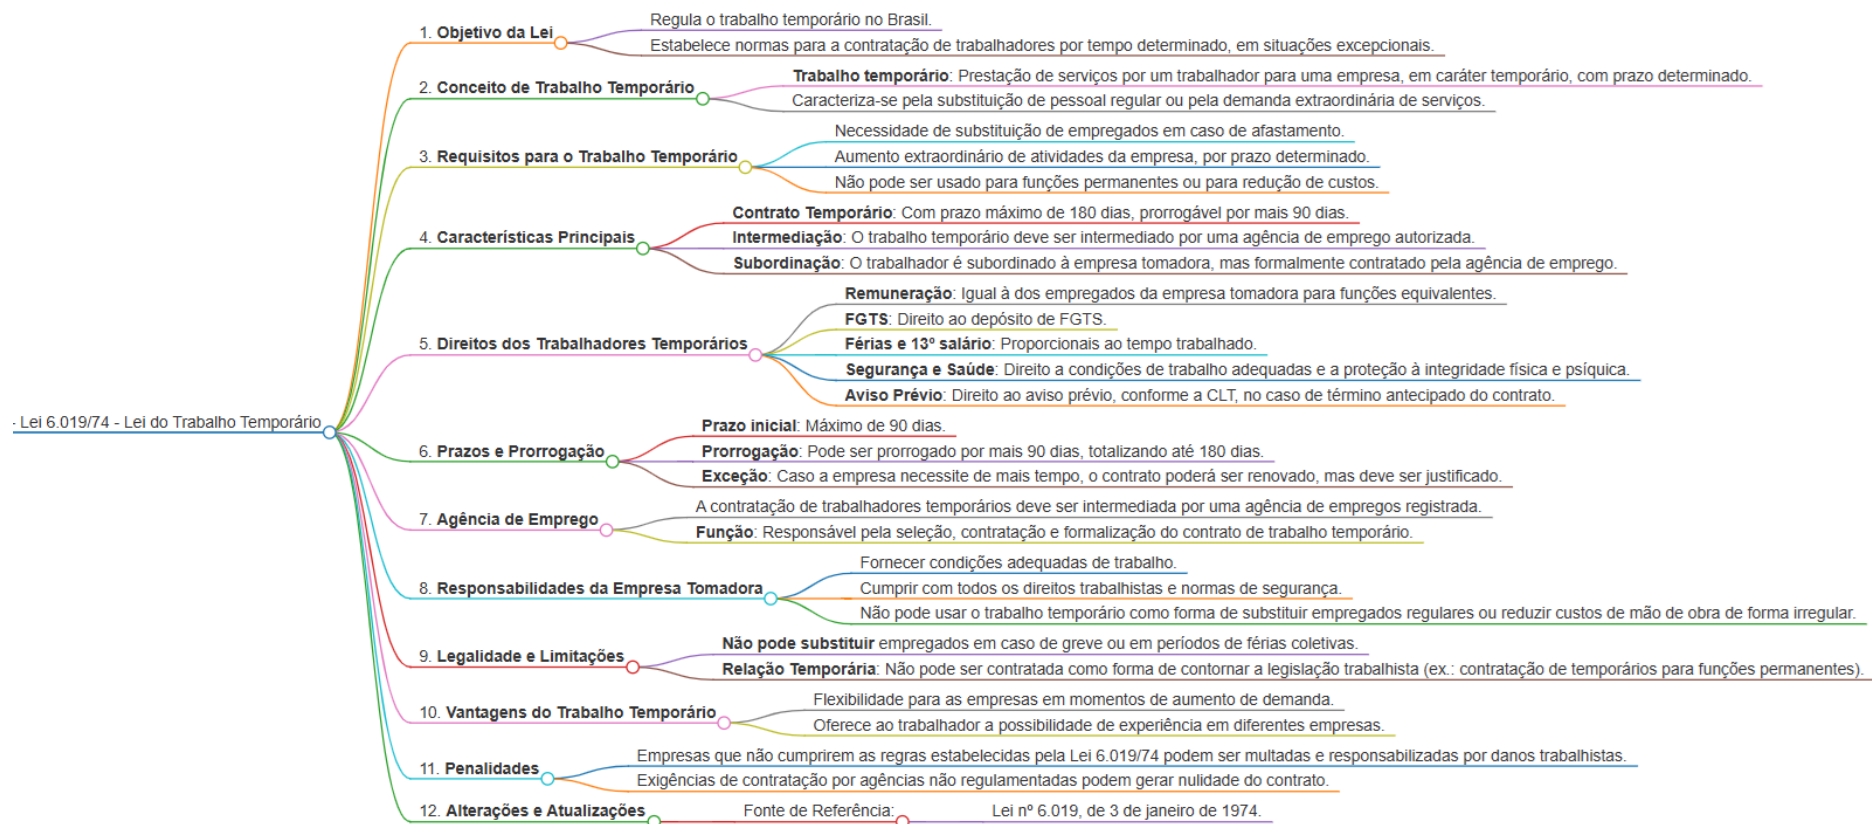 - Lei 6.019/74 - Lei do Trabalho Temporário
1. Objetivo da Lei
Regula o trabalho temporário no Brasil.
Estabelece normas para a contratação de trabalhadores por tempo determinado, em situações excepcionais.
2. Conceito de Trabalho Temporário
Trabalho temporário: Prestação de serviços por um trabalhador para uma empresa, em caráter temporário, com prazo determinado.
Caracteriza-se pela substituição de pessoal regular ou pela demanda extraordinária de serviços.
3. Requisitos para o Trabalho Temporário
Necessidade de substituição de empregados em caso de afastamento.
Aumento extraordinário de atividades da empresa, por prazo determinado.
Não pode ser usado para funções permanentes ou para redução de custos.
4. Características Principais
Contrato Temporário: Com prazo máximo de 180 dias, prorrogável por mais 90 dias.
Intermediação: O trabalho temporário deve ser intermediado por uma agência de emprego autorizada.
Subordinação: O trabalhador é subordinado à empresa tomadora, mas formalmente contratado pela agência de emprego.
5. Direitos dos Trabalhadores Temporários
Remuneração: Igual à dos empregados da empresa tomadora para funções equivalentes.
FGTS: Direito ao depósito de FGTS.
Férias e 13º salário: Proporcionais ao tempo trabalhado.
Segurança e Saúde: Direito a condições de trabalho adequadas e a proteção à integridade física e psíquica.
Aviso Prévio: Direito ao aviso prévio, conforme a CLT, no caso de término antecipado do contrato.
6. Prazos e Prorrogação
Prazo inicial: Máximo de 90 dias.
Prorrogação: Pode ser prorrogado por mais 90 dias, totalizando até 180 dias.
Exceção: Caso a empresa necessite de mais tempo, o contrato poderá ser renovado, mas deve ser justificado.
7. Agência de Emprego
A contratação de trabalhadores temporários deve ser intermediada por uma agência de empregos registrada.
Função: Responsável pela seleção, contratação e formalização do contrato de trabalho temporário.
8. Responsabilidades da Empresa Tomadora
Fornecer condições adequadas de trabalho.
Cumprir com todos os direitos trabalhistas e normas de segurança.
Não pode usar o trabalho temporário como forma de substituir empregados regulares ou reduzir custos de mão de obra de forma irregular.
9. Legalidade e Limitações
Não pode substituir empregados em caso de greve ou em períodos de férias coletivas.
Relação Temporária: Não pode ser contratada como forma de contornar a legislação trabalhista (ex.: contratação de temporários para funções permanentes).
10. Vantagens do Trabalho Temporário
Flexibilidade para as empresas em momentos de aumento de demanda.
Oferece ao trabalhador a possibilidade de experiência em diferentes empresas.
11. Penalidades
Empresas que não cumprirem as regras estabelecidas pela Lei 6.019/74 podem ser multadas e responsabilizadas por danos trabalhistas.
Exigências de contratação por agências não regulamentadas podem gerar nulidade do contrato.
12. Alterações e Atualizações
Fonte de Referência:
Lei nº 6.019, de 3 de janeiro de 1974.